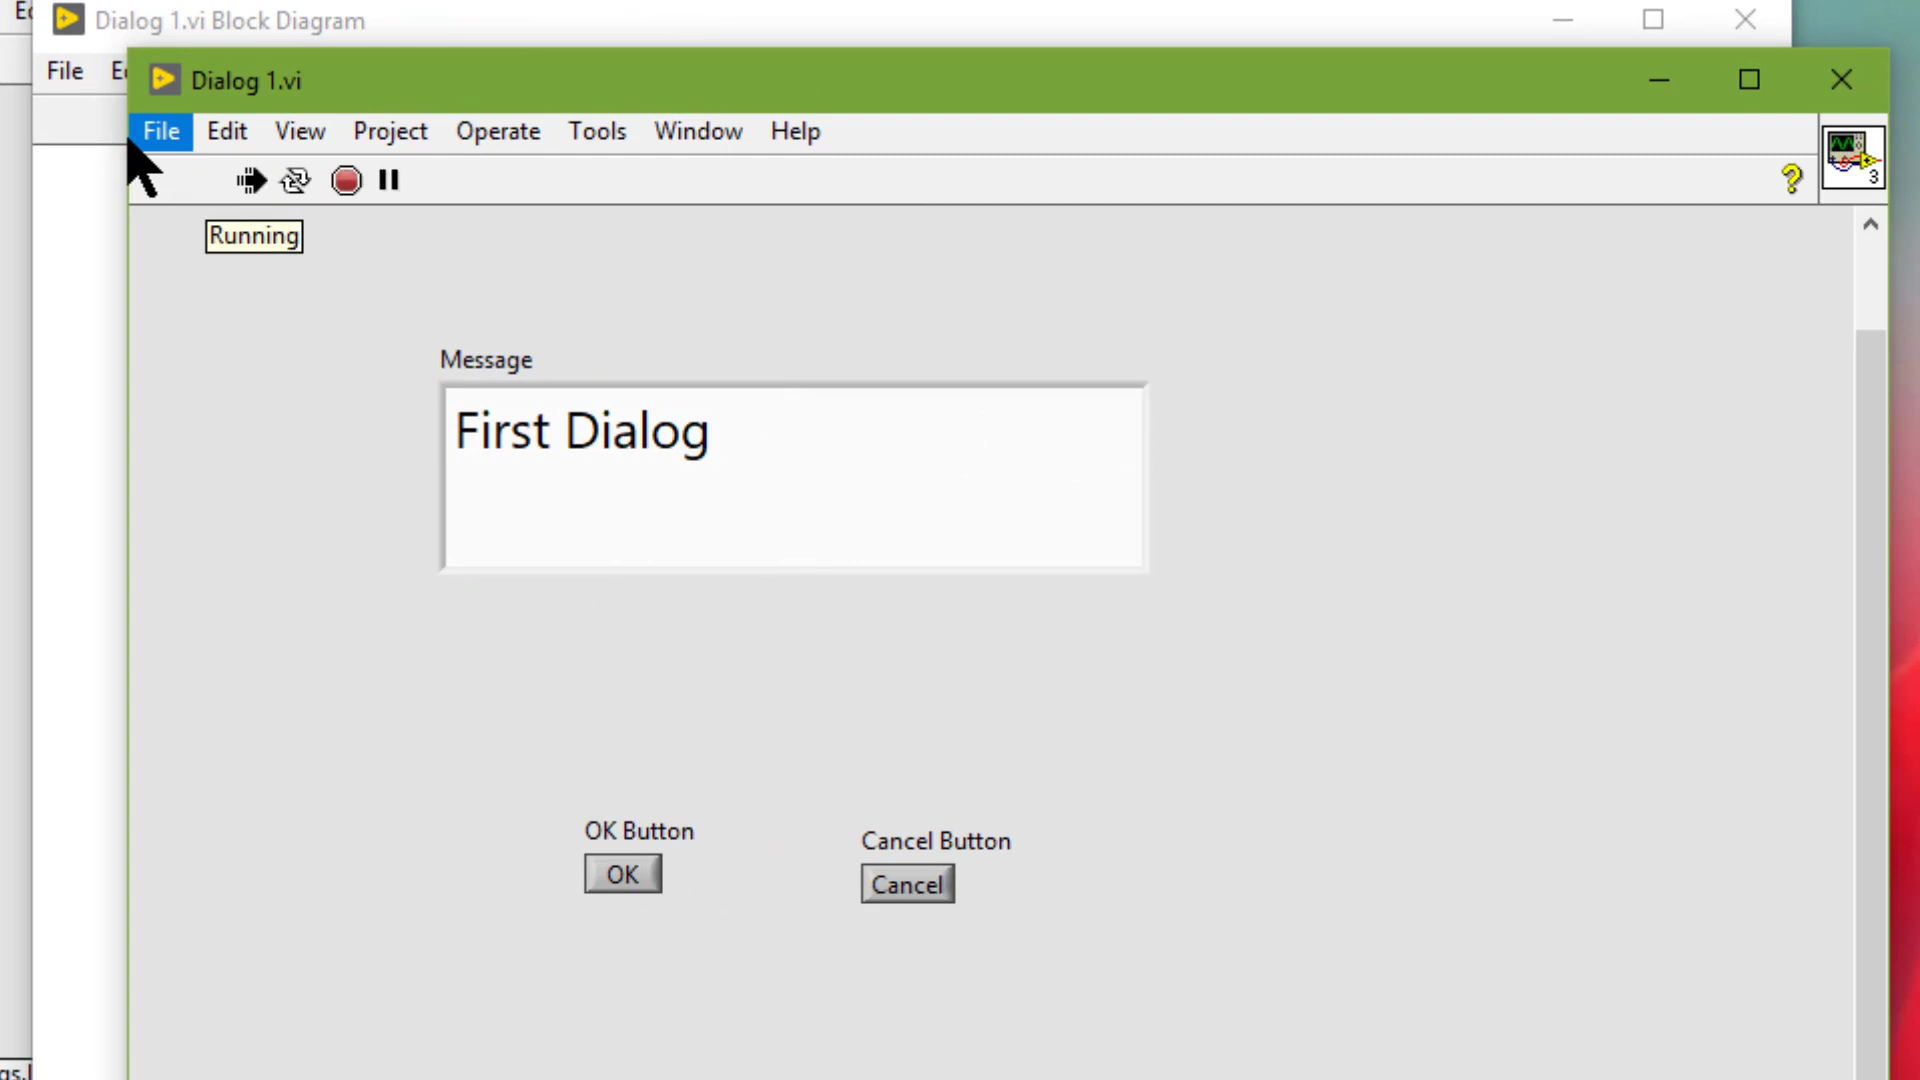 Dialog 1.vi Block Diagram
File
Dialog 1.vi
File Edit View Project Operate Tools Window Help
3
Running
Message
First Dialog
OK Button
Cancel Button
OK
Cancel